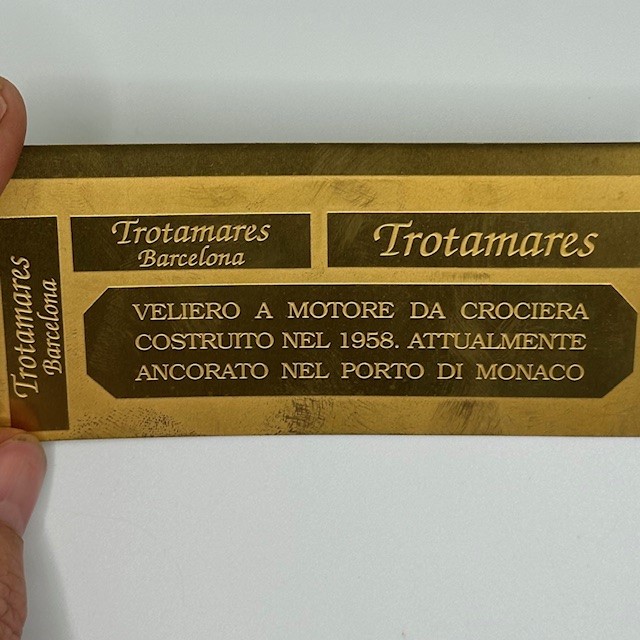 Trotamares
Barcelona
Trotamares
Barcelona
Trotamares
VELIERO A MOTORE DA CROCIERA
COSTRUITO NEL 1958. ATTUALMENTE
ANCORATO NEL PORTO DI MONACO